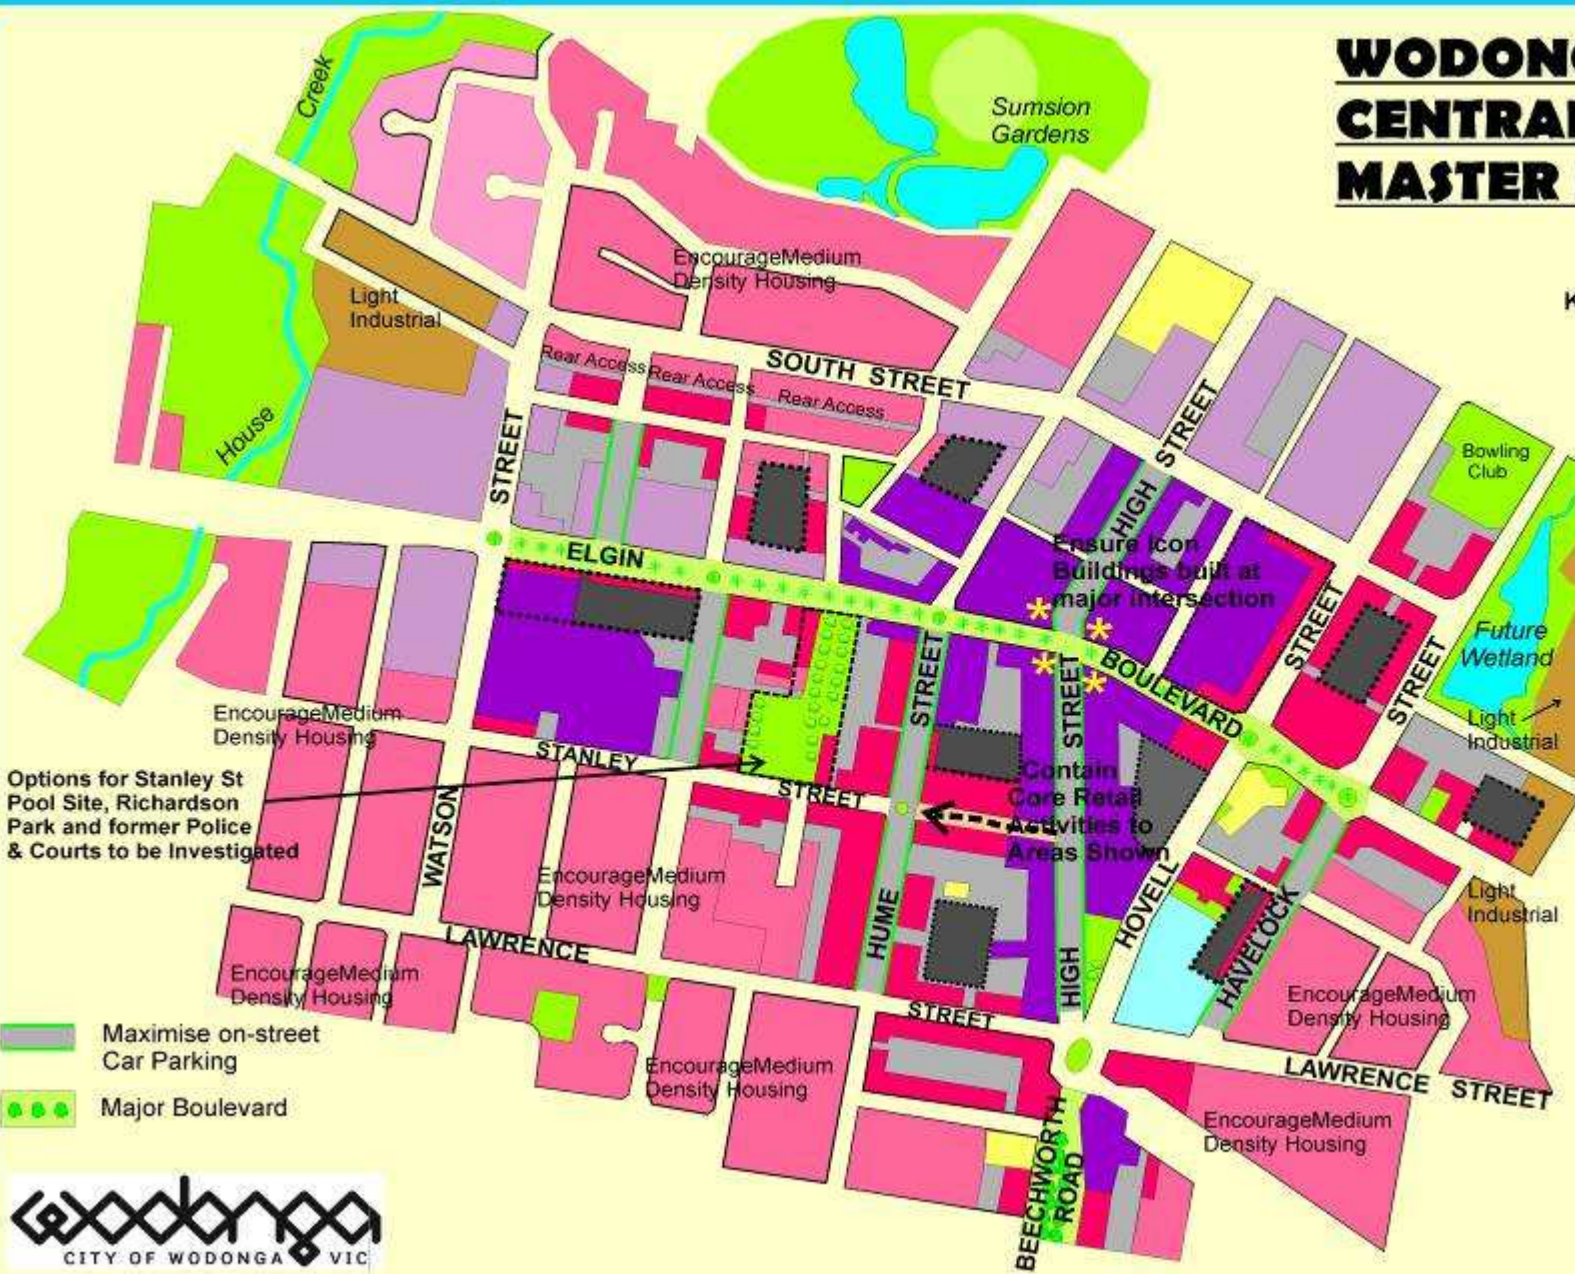 WODONG
CENTRAL
MASTER
K
Creek
Sumsion
Gardens
EncourageMedium
Density Housing
Light
Industrial
SOUTH STREET
Rear Access
Rear Access
Rear Access
House
STREET
HIGH STREET
Bowling
Club
ELGIN
Ensure Icon
Buildings built at
major intersection
STREET
Future
Wetland
BOULEVARD
STREET
STREET
STREET
Light
Industrial
EncourageMedium
Density Housing
STANLEY
STREET
Options for Stanley St
Pool Site, Richardson
Park and former Police
& Courts to be Investigated
Contain
Core Retail
Activities to
Areas Shown
WATSON
EncourageMedium
Density Housing
HUME
HOVELL
HAVELOCK
Light
Industrial
LAWRENCE
STREET
HIGH
EncourageMedium
Density Housing
EncourageMedium
Density Housing
Maximise on-street
Car Parking
EncourageMedium
Density Housing
LAWRENCE STREET
Major Boulevard
EncourageMedium
Density Housing
BEECHWORTH
ROAD
wodonga
CITY OF WODONGA VIC